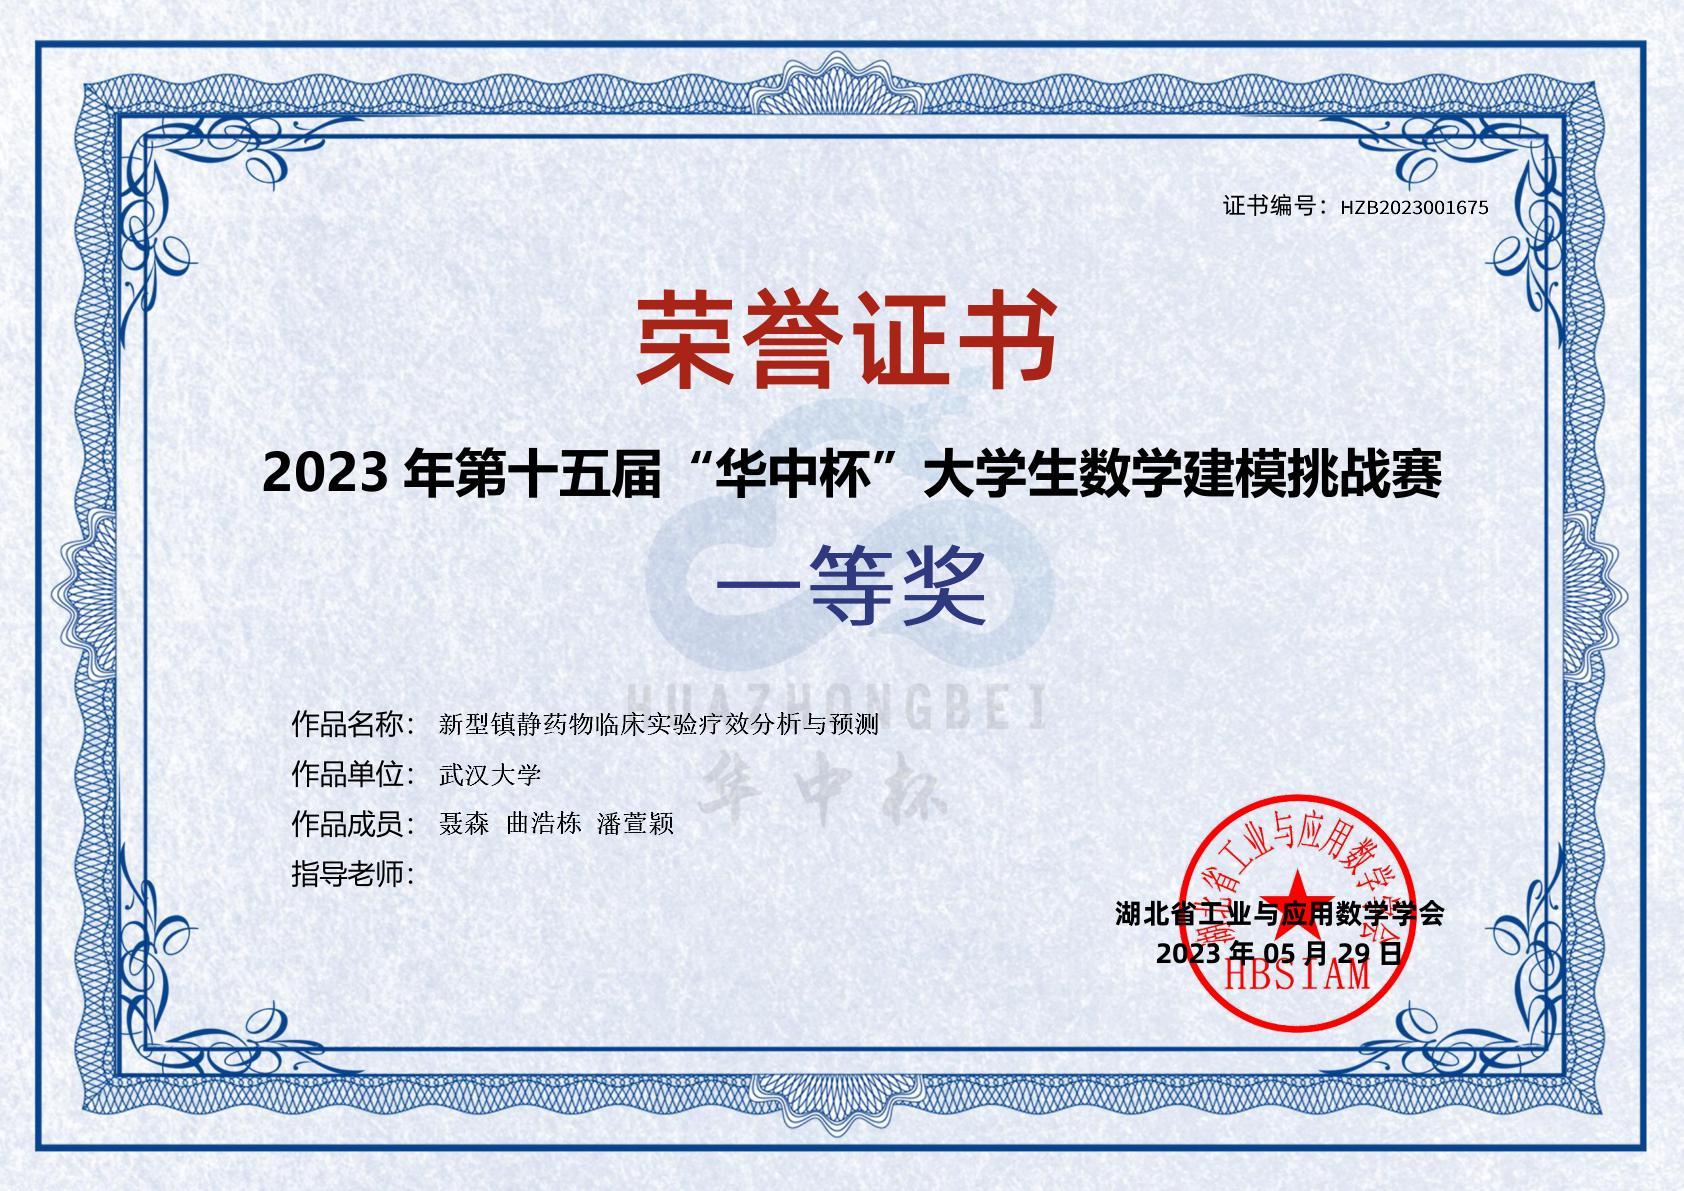 证书编号：HZB2023001675
荣誉证书
2023 年第十五届“华中杯”大学生数学建模挑战赛
一等奖
HUAZHONGBEI
华中杯
作品名称： 新型镇静药物临床实验疗效分析与预测
作品单位： 武汉大学
作品成员： 聂森 曲浩栋 潘萱颖
指导老师：
湖北省工业与应用数学学会
湖北省工业与应用数学学会
2023 年 05 月 29 日
HBSIAM